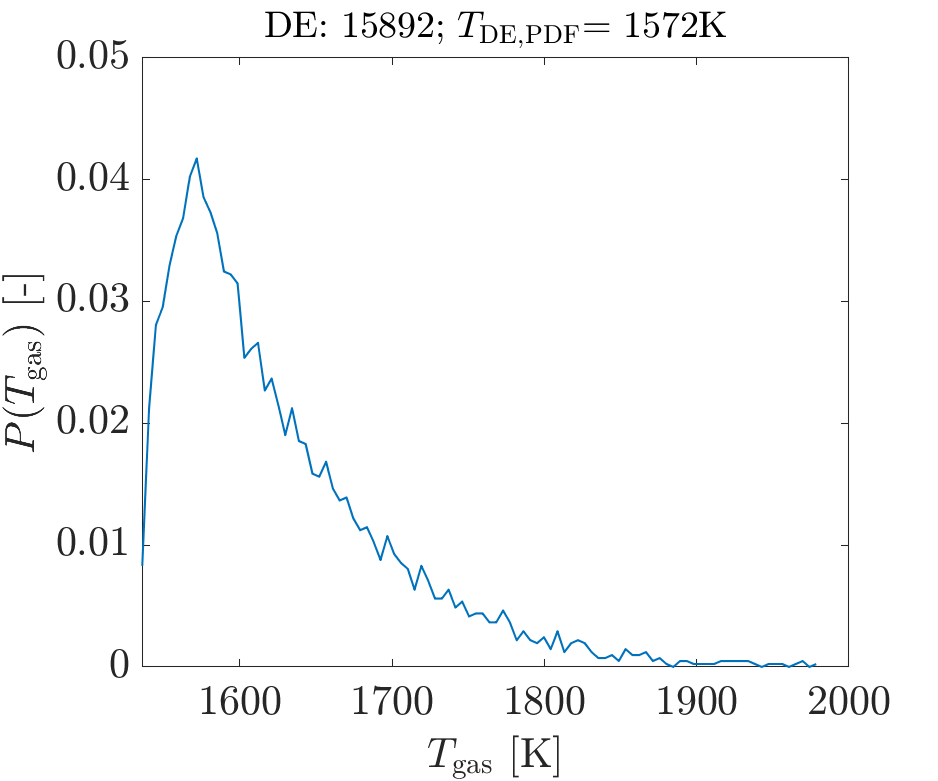 DE: 15892; T_DE,PDF= 1572K
0.05
0.04
0.03
0.02
0.01
0
P(T_gas) [-]
1600 1700 1800 1900 2000
T_gas [K]